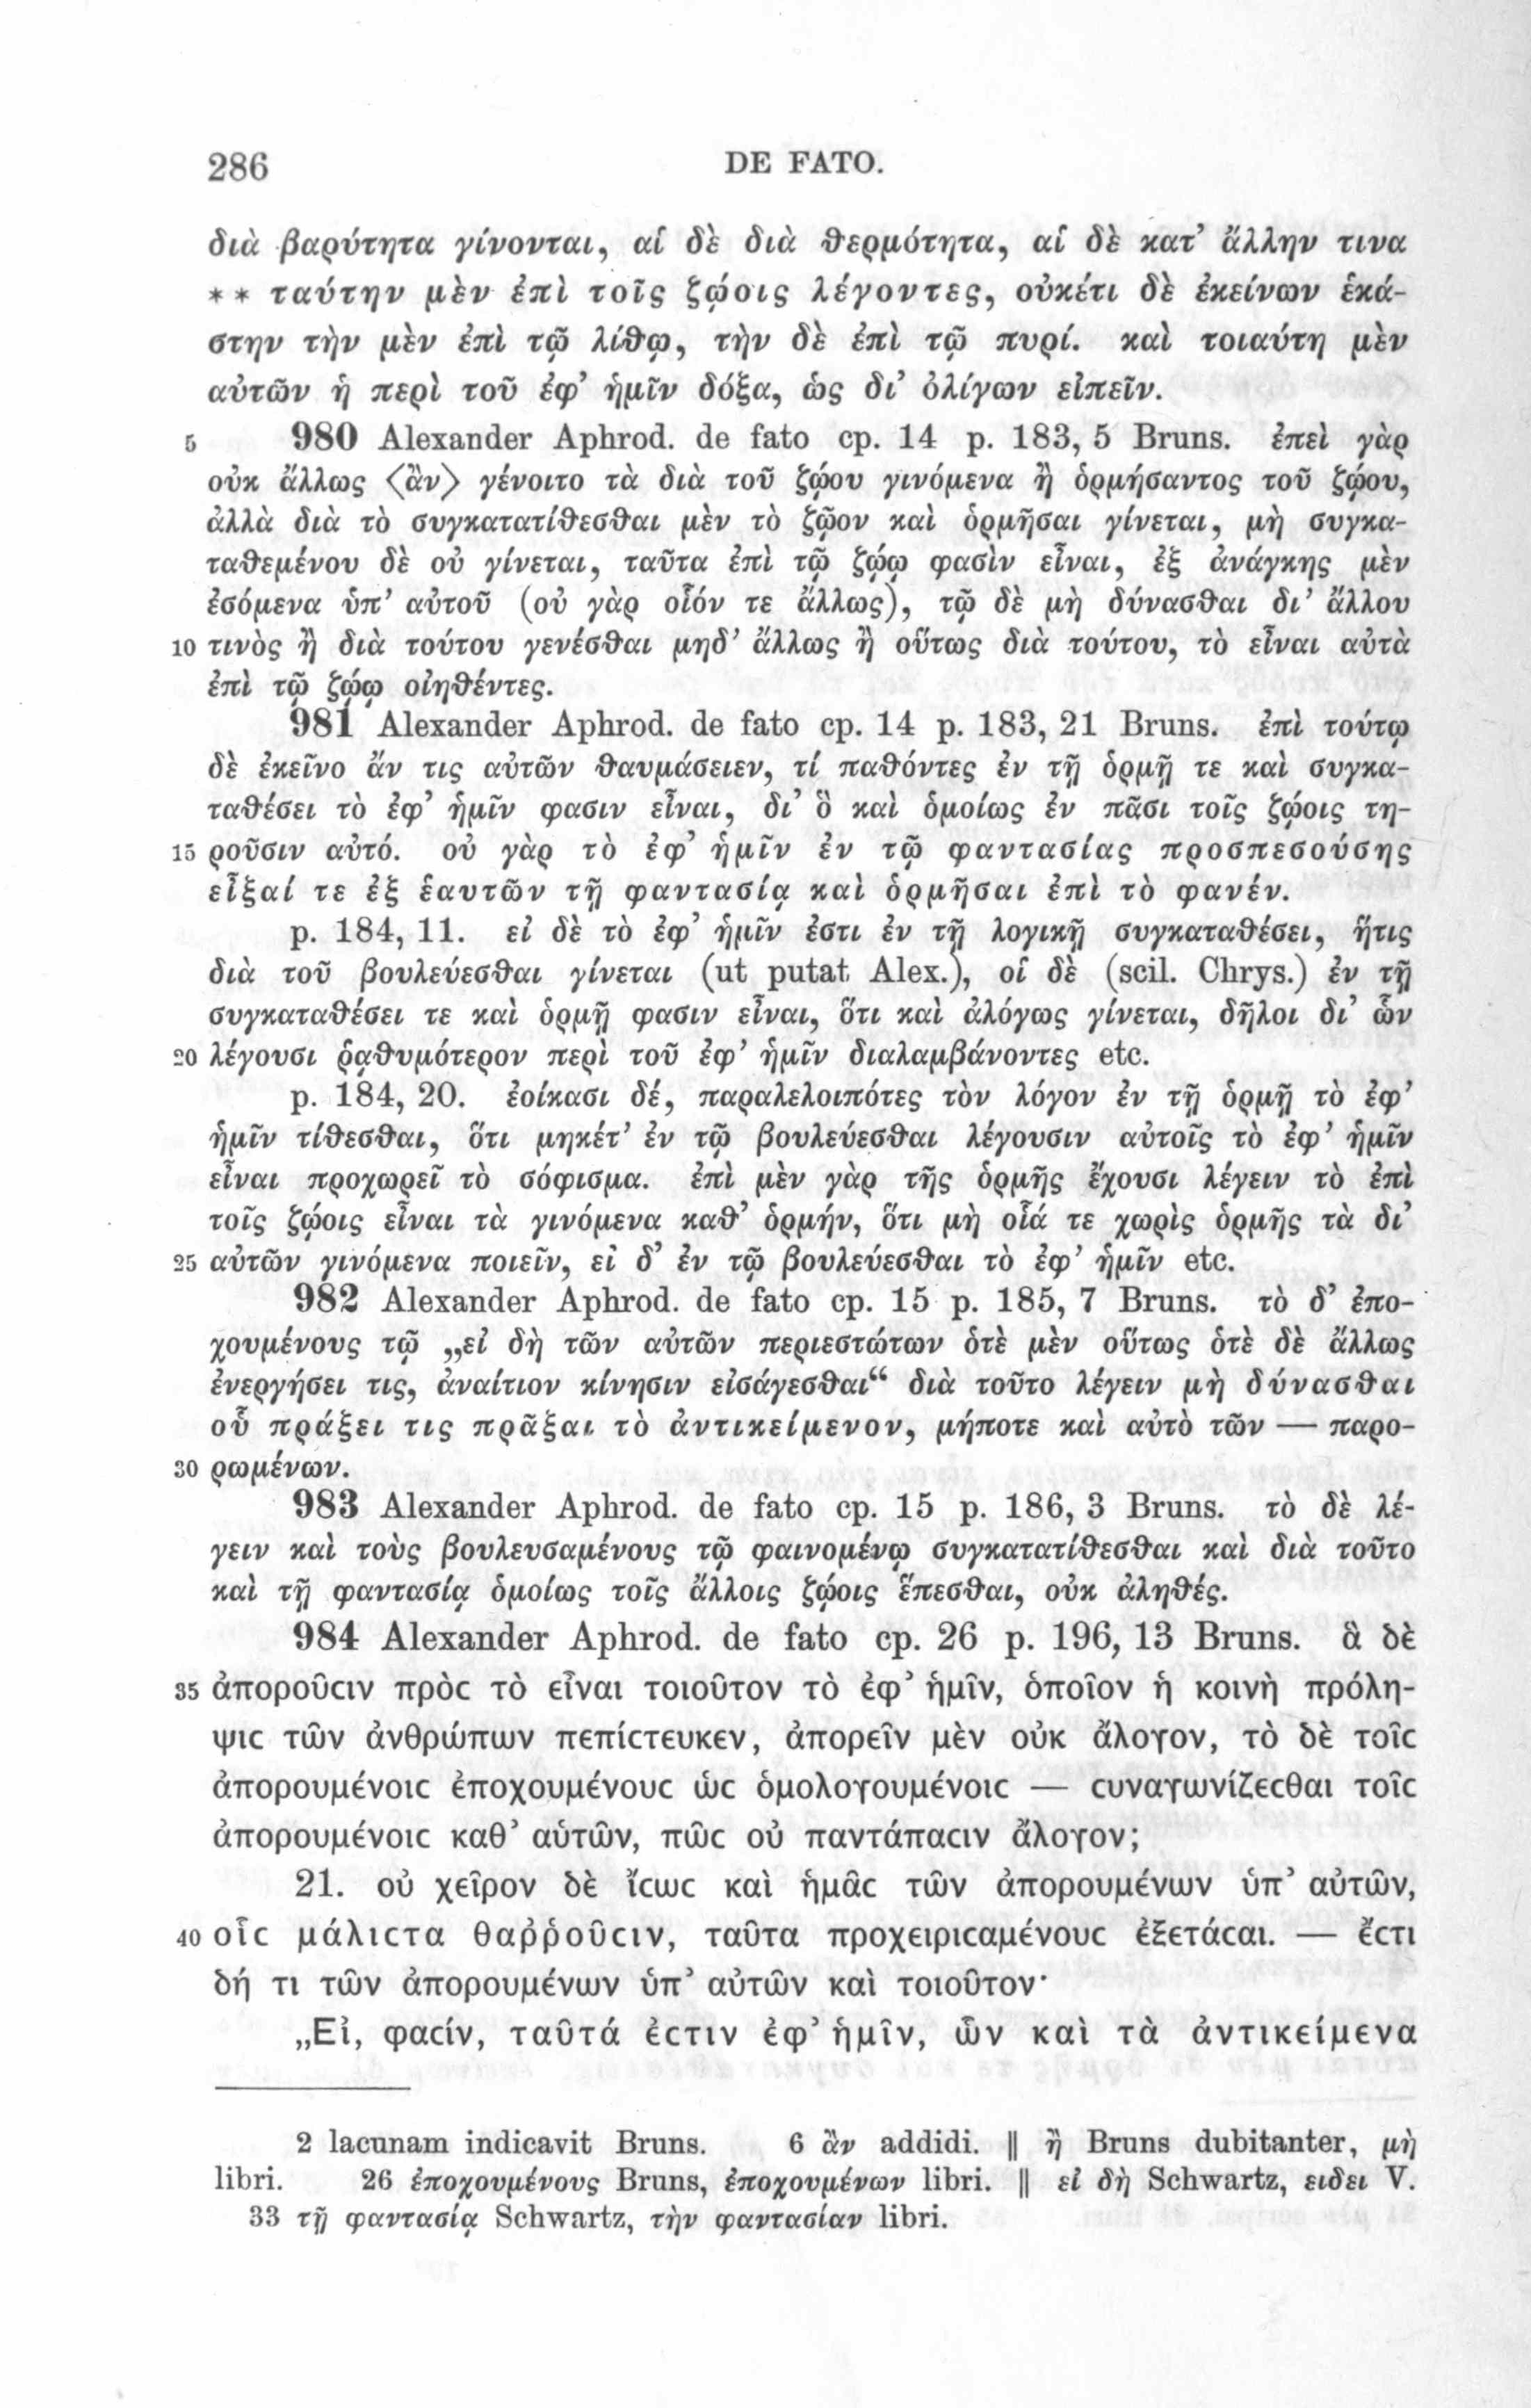 286 DE FATO.
διὰ βαρύτητα γίνονται, αἱ δὲ διὰ θερμότητα, αἱ δὲ κατ’ ἄλλην τινα
** ταύτην μὲν ἐπὶ τοῖς ζῴοις λέγοντες, οὐκέτι δὲ ἐκείνων ἑκά-
στην τὴν μὲν ἐπὶ τῷ λίθῳ, τὴν δὲ ἐπὶ τῷ πυρί. καὶ τοιαύτη μὲν
αὐτῶν ἡ περὶ τοῦ ἐφ’ ἡμῖν δόξα, ὡς δι’ ὀλίγων εἰπεῖν.
5 980 Alexander Aphrod. de fato cp. 14 p. 183, 5 Bruns. ἐπεὶ γὰρ
οὐκ ἄλλως <ἂν> γένοιτο τὰ διὰ τοῦ ζῴου γινόμενα ἢ ὁρμήσαντος τοῦ ζῴου,
ἀλλὰ διὰ τὸ συγκατατίθεσθαι μὲν τὸ ζῷον καὶ ὁρμῆσαι γίνεται, μὴ συγκα-
ταθεμένου δὲ οὐ γίνεται, ταῦτα ἐπὶ τῷ ζῴῳ φασὶν εἶναι, ἐξ ἀνάγκης μὲν
ἐσόμενα ὑπ’ αὐτοῦ (οὐ γὰρ οἷόν τε ἄλλως), τῷ δὲ μὴ δύνασθαι δι’ ἄλλου
10 τινὸς ἢ διὰ τούτου γενέσθαι μηδ’ ἄλλως ἢ οὕτως διὰ τούτου, τὸ εἶναι αὐτὰ
ἐπὶ τῷ ζῴῳ οἰηθέντες.
981 Alexander Aphrod. de fato cp. 14 p. 183, 21 Bruns. ἐπὶ τούτῳ
δὲ ἐκεῖνο ἄν τις αὐτῶν θαυμάσειεν, τί παθόντες ἐν τῇ ὁρμῇ τε καὶ συγκα-
ταθέσει τὸ ἐφ’ ἡμῖν φασιν εἶναι, δι’ ὃ καὶ ὁμοίως ἐν πᾶσι τοῖς ζῴοις τη-
15 ροῦσιν αὐτό. οὐ γὰρ τὸ ἐφ’ ἡμῖν ἐν τῷ φαντασίας προσπεσούσης
εἶξαί τε ἐξ ἑαυτῶν τῇ φαντασίᾳ καὶ ὁρμῆσαι ἐπὶ τὸ φανέν.
p. 184, 11. εἰ δὲ τὸ ἐφ’ ἡμῖν ἐστι ἐν τῇ λογικῇ συγκαταθέσει, ἥτις
διὰ τοῦ βουλεύεσθαι γίνεται (ut putat Alex.), οἱ δὲ (scil. Chrys.) ἐν τῇ
συγκαταθέσει τε καὶ ὁρμῇ φασιν εἶναι, ὅτι καὶ ἀλόγως γίνεται, δῆλοι δι’ ὧν
20 λέγουσι ῥᾳθυμότερον περὶ τοῦ ἐφ’ ἡμῖν διαλαμβάνοντες etc.
p. 184, 20. ἐοίκασι δέ, παραλελοιπότες τὸν λόγον ἐν τῇ ὁρμῇ τὸ ἐφ’
ἡμῖν τίθεσθαι, ὅτι μηκέτ’ ἐν τῷ βουλεύεσθαι λέγουσιν αὐτοῖς τὸ ἐφ’ ἡμῖν
εἶναι προχωρεῖ τὸ σόφισμα. ἐπὶ μὲν γὰρ τῆς ὁρμῆς ἔχουσι λέγειν τὸ ἐπὶ
τοῖς ζῴοις εἶναι τὰ γινόμενα καθ’ ὁρμήν, ὅτι μὴ οἷά τε χωρὶς ὁρμῆς τὰ δι’
25 αὐτῶν γινόμενα ποιεῖν, εἰ δ’ ἐν τῷ βουλεύεσθαι τὸ ἐφ’ ἡμῖν etc.
982 Alexander Aphrod. de fato cp. 15 p. 185, 7 Bruns. τὸ δ’ ἐπο-
χουμένους τῷ „εἰ δὴ τῶν αὐτῶν περιεστώτων ὁτὲ μὲν οὕτως ὁτὲ δὲ ἄλλως
ἐνεργήσει τις, ἀναίτιον κίνησιν εἰσάγεσθαι“ διὰ τοῦτο λέγειν μὴ δύνασθαι
οὗ πράξει τις πρᾶξαι τὸ ἀντικείμενον, μήποτε καὶ αὐτὸ τῶν — παρο-
30 ρωμένων.
983 Alexander Aphrod. de fato cp. 15 p. 186, 3 Bruns. τὸ δὲ λέ-
γειν καὶ τοὺς βουλευσαμένους τῷ φαινομένῳ συγκατατίθεσθαι καὶ διὰ τοῦτο
καὶ τῇ φαντασίᾳ ὁμοίως τοῖς ἄλλοις ζῴοις ἕπεσθαι, οὐκ ἀληθές.
984 Alexander Aphrod. de fato cp. 26 p. 196, 13 Bruns. ἃ δὲ
35 ἀποροῦϲιν πρὸϲ τὸ εἶναι τοιοῦτον τὸ ἐφ’ ἡμῖν, ὁποῖον ἡ κοινὴ πρόλη-
ψιϲ τῶν ἀνθρώπων πεπίϲτευκεν, ἀπορεῖν μὲν οὐκ ἄλογον, τὸ δὲ τοῖϲ
ἀπορουμένοιϲ ἐποχουμένουϲ ὡϲ ὁμολογουμένοιϲ — ϲυναγωνίζεϲθαι τοῖϲ
ἀπορουμένοιϲ καθ’ αὑτῶν, πῶϲ οὐ παντάπαϲιν ἄλογον;
21. οὐ χεῖρον δὲ ἴϲωϲ καὶ ἡμᾶϲ τῶν ἀπορουμένων ὑπ’ αὐτῶν,
40 οἷϲ μάλιϲτα θαῤῥοῦϲιν, ταῦτα προχειριϲαμένουϲ ἐξετάϲαι. — ἔϲτι
δή τι τῶν ἀπορουμένων ὑπ’ αὐτῶν καὶ τοιοῦτον·
„Εἰ, φαϲίν, ταῦτά ἐϲτιν ἐφ’ ἡμῖν, ὧν καὶ τὰ ἀντικείμενα
2 lacunam indicavit Bruns. 6 ἂν addidi. ‖ ἢ Bruns dubitanter, μὴ
libri. 26 ἐποχουμένους Bruns, ἐποχουμένων libri. ‖ εἰ δὴ Schwartz, ειδει V.
33 τῇ φαντασίᾳ Schwartz, τὴν φαντασίαν libri.